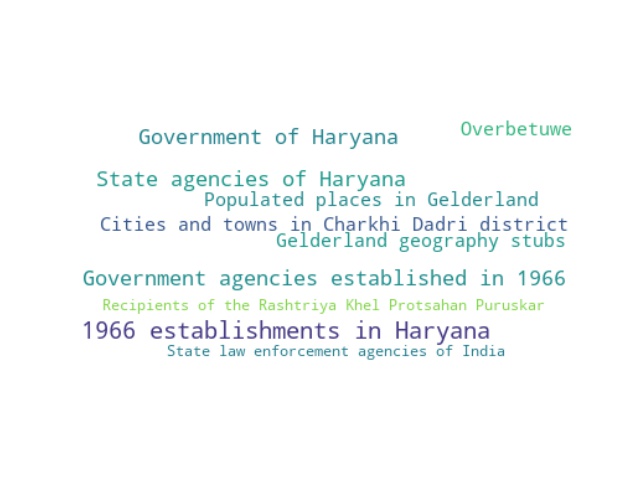 Overbetuwe
Government of Haryana
State agencies of Haryana
Populated places in Gelderland
Cities and towns in Charkhi Dadri district
Gelderland geography stubs
Government agencies established in 1966
Recipients of the Rashtriya Khel Protsahan Puruskar
1966 establishments in Haryana
State law enforcement agencies of India